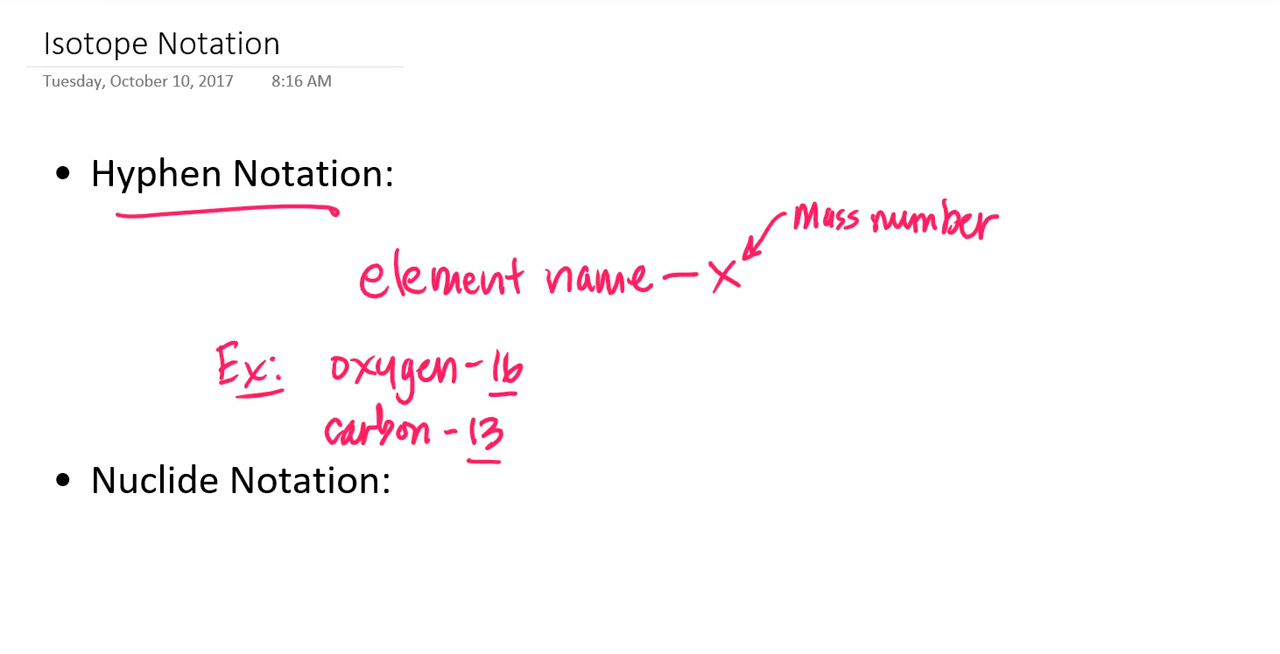 Isotope Notation
Tuesday, October 10, 2017 8:16 AM
• Hyphen Notation:
Mass number
element name - X
Ex: oxygen - 16
carbon - 13
• Nuclide Notation: